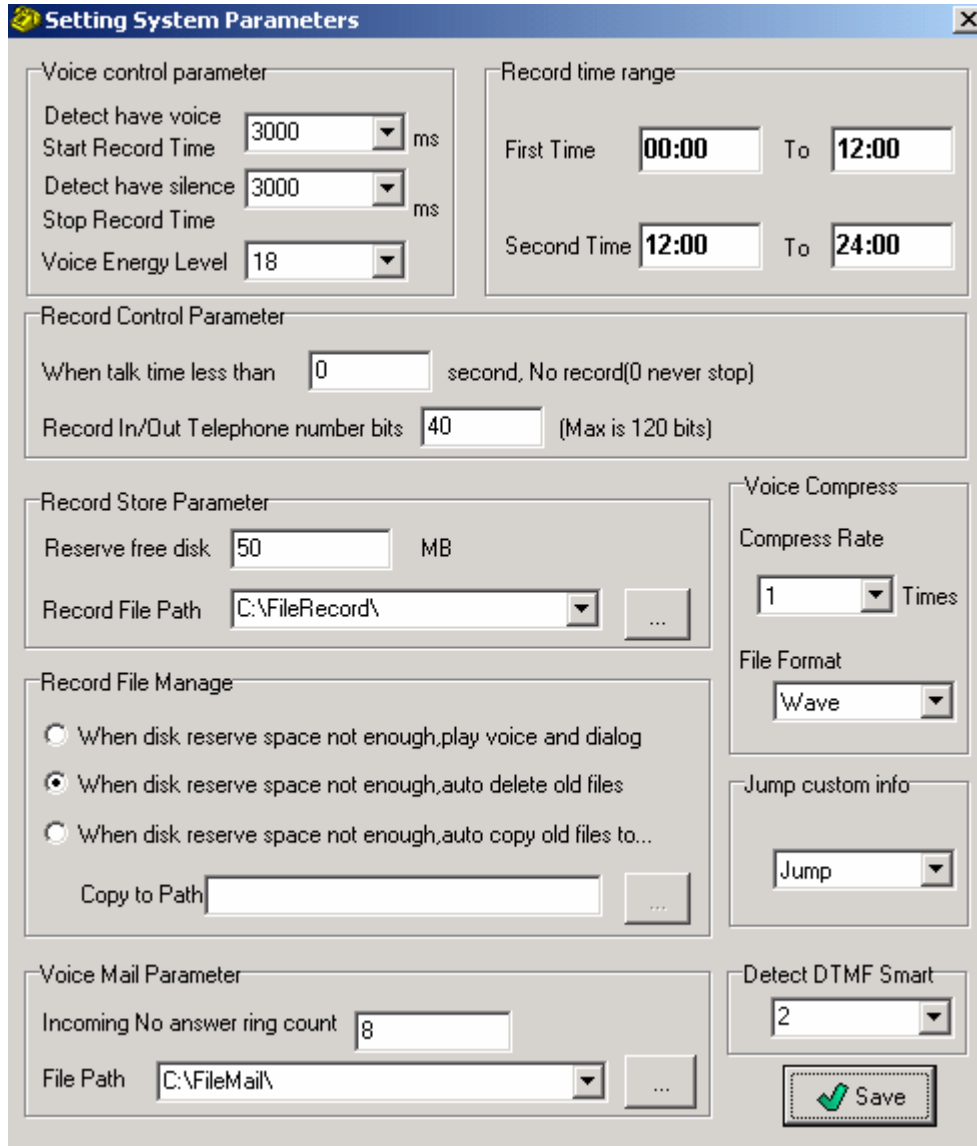 Setting System Parameters
Voice control parameter
Detect have voice
Start Record Time
3000
ms
Detect have silence
Stop Record Time
3000
ms
Voice Energy Level
18
Record time range
First Time
00:00
To
12:00
Second Time
12:00
To
24:00
Record Control Parameter
When talk time less than
0
second, No record(0 never stop)
Record In/Out Telephone number bits
40
(Max is 120 bits)
Record Store Parameter
Reserve free disk
50
MB
Record File Path
C:\FileRecord\
...
Voice Compress
Compress Rate
1
Times
File Format
Wave
Record File Manage
When disk reserve space not enough,play voice and dialog
When disk reserve space not enough,auto delete old files
When disk reserve space not enough,auto copy old files to...
Copy to Path
...
Jump custom info
Jump
Voice Mail Parameter
Incoming No answer ring count
8
File Path
C:\FileMail\
...
Detect DTMF Smart
2
Save